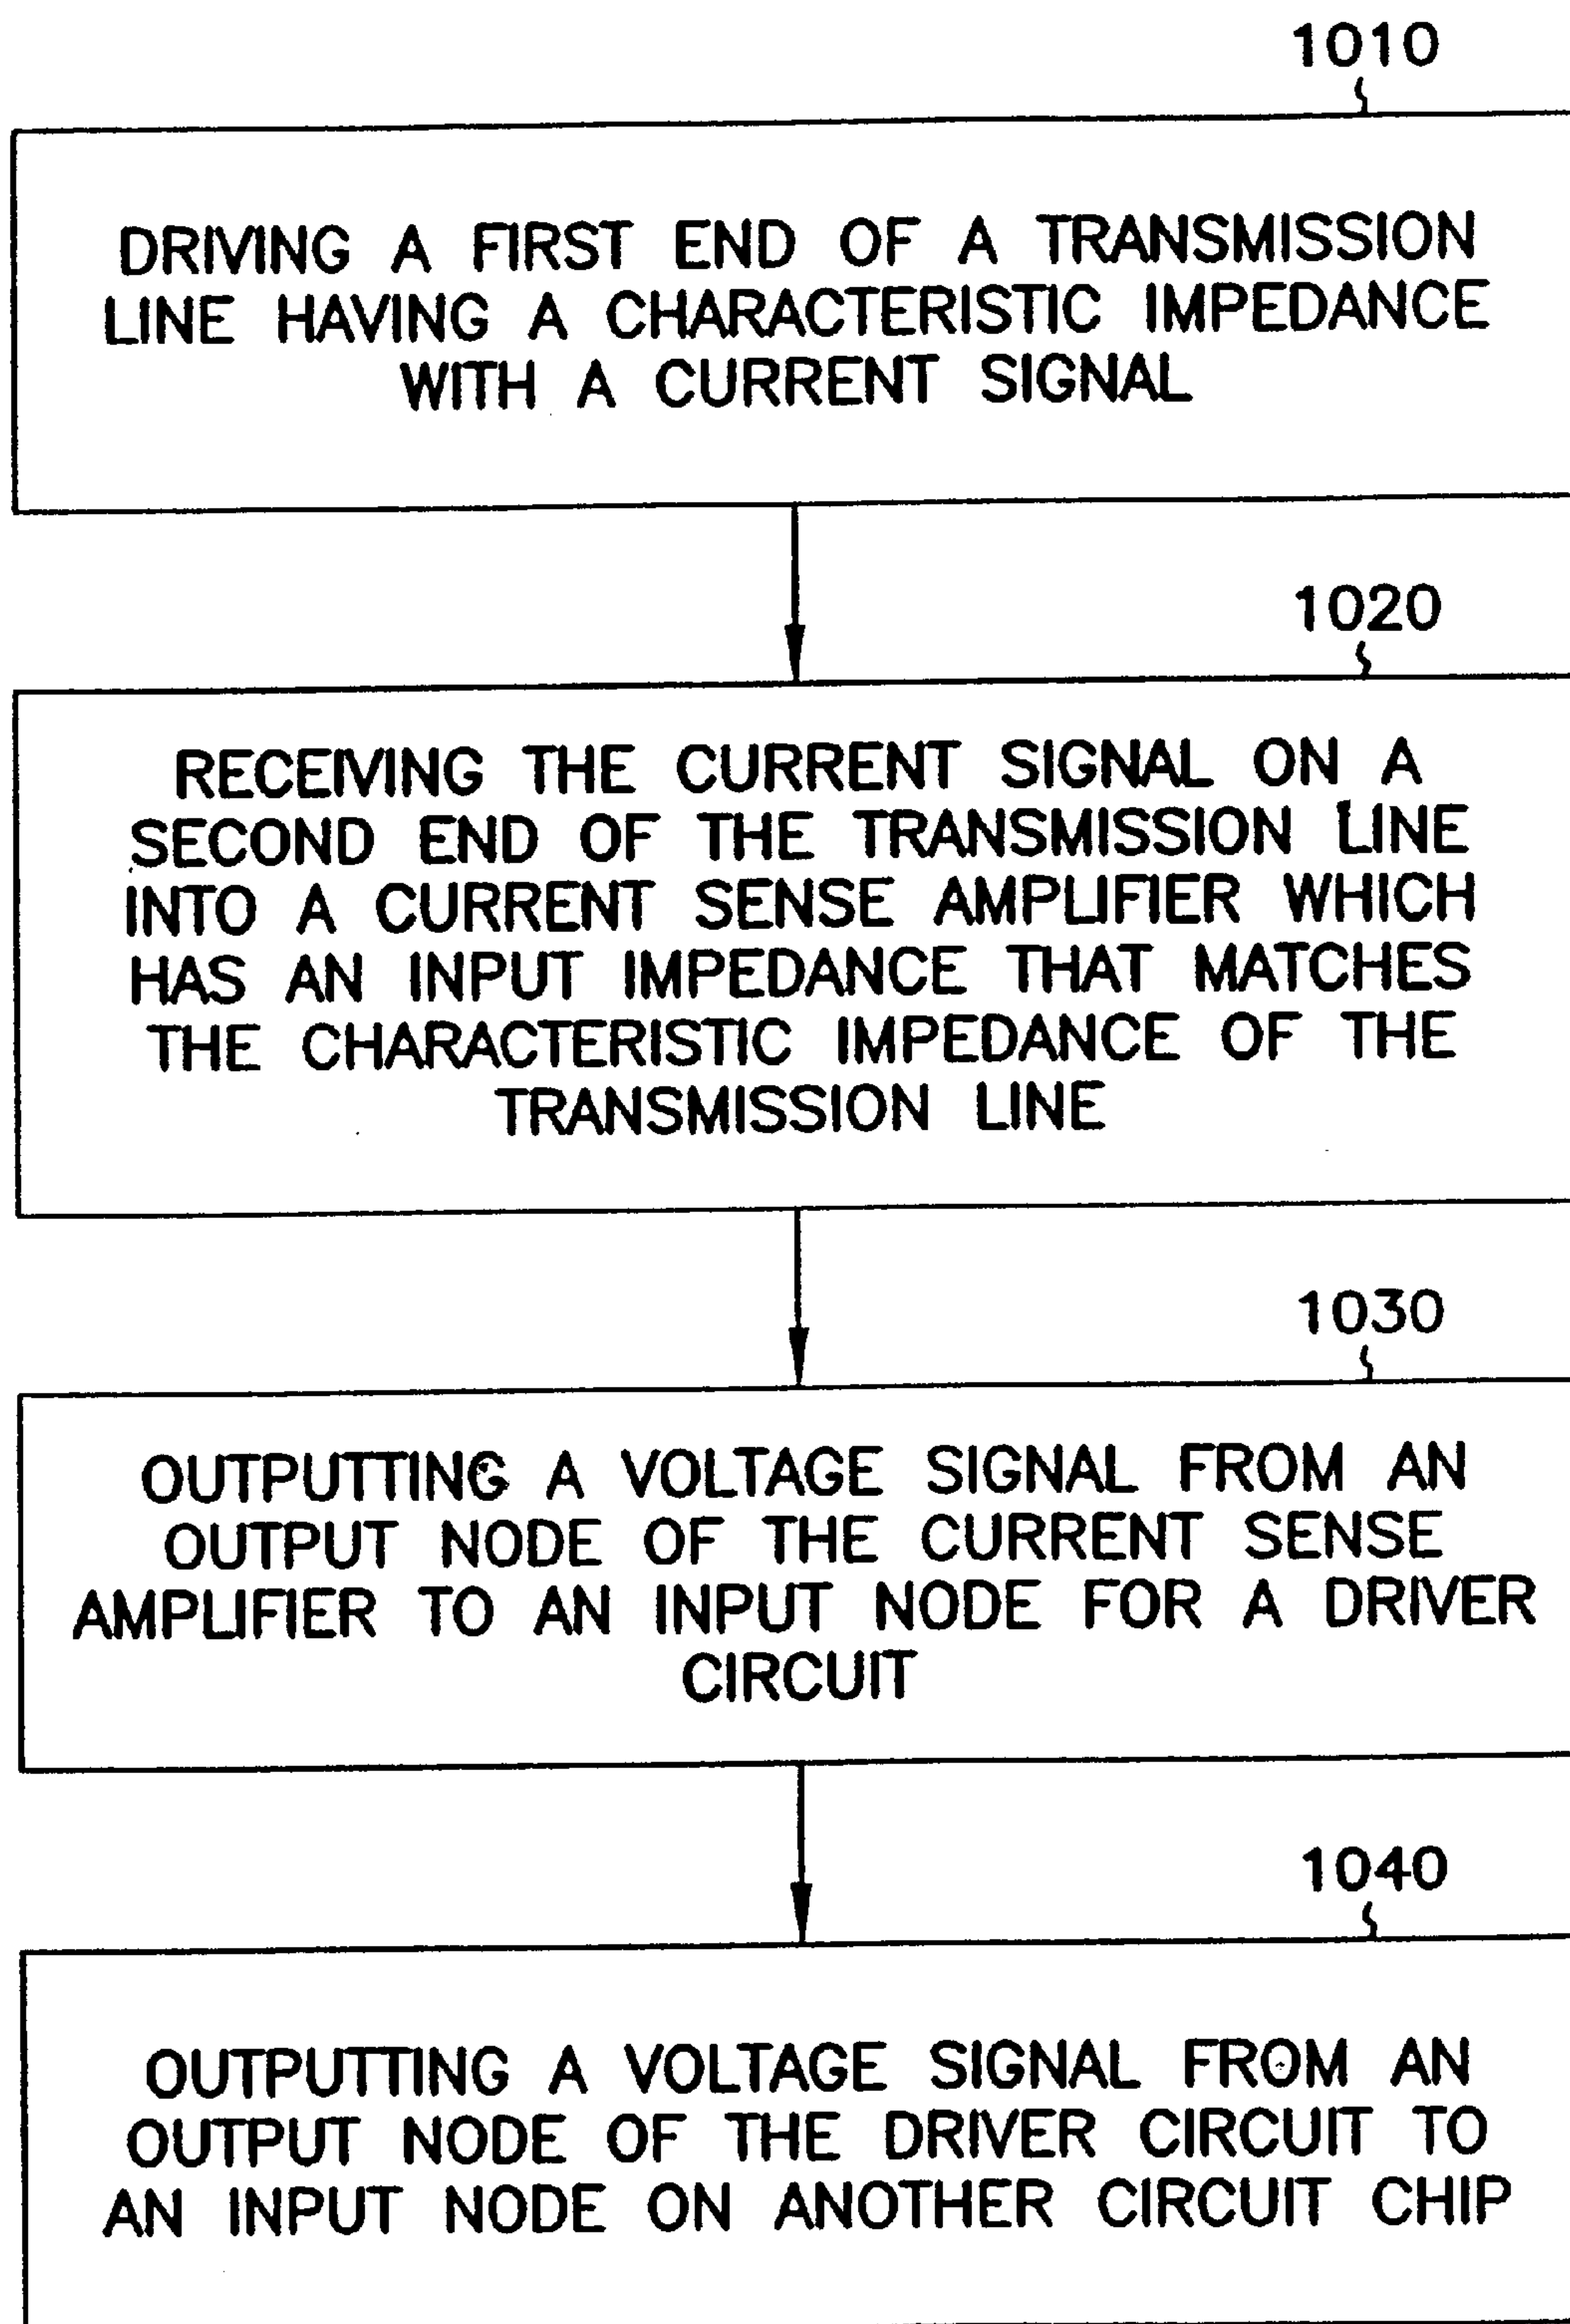 1010
DRIVING A FIRST END OF A TRANSMISSION
LINE HAVING A CHARACTERISTIC IMPEDANCE
WITH A CURRENT SIGNAL
1020
RECEIVING THE CURRENT SIGNAL ON A
SECOND END OF THE TRANSMISSION LINE
INTO A CURRENT SENSE AMPLIFIER WHICH
HAS AN INPUT IMPEDANCE THAT MATCHES
THE CHARACTERISTIC IMPEDANCE OF THE
TRANSMISSION LINE
1030
OUTPUTTING A VOLTAGE SIGNAL FROM AN
OUTPUT NODE OF THE CURRENT SENSE
AMPLIFIER TO AN INPUT NODE FOR A DRIVER
CIRCUIT
1040
OUTPUTTING A VOLTAGE SIGNAL FROM AN
OUTPUT NODE OF THE DRIVER CIRCUIT TO
AN INPUT NODE ON ANOTHER CIRCUIT CHIP